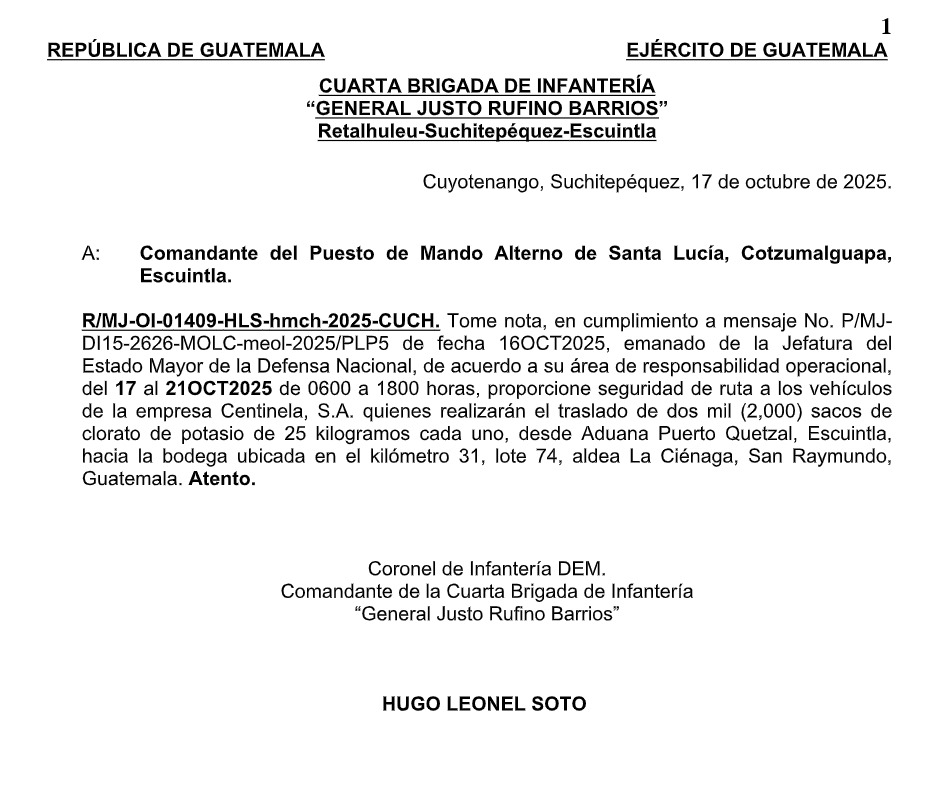 1
REPÚBLICA DE GUATEMALA EJÉRCITO DE GUATEMALA
CUARTA BRIGADA DE INFANTERÍA
“GENERAL JUSTO RUFINO BARRIOS”
Retalhuleu-Suchitepéquez-Escuintla
Cuyotenango, Suchitepéquez, 17 de octubre de 2025.
A: Comandante del Puesto de Mando Alterno de Santa Lucía, Cotzumalguapa,
Escuintla.
R/MJ-OI-01409-HLS-hmch-2025-CUCH. Tome nota, en cumplimiento a mensaje No. P/MJ-
DI15-2626-MOLC-meol-2025/PLP5 de fecha 16OCT2025, emanado de la Jefatura del
Estado Mayor de la Defensa Nacional, de acuerdo a su área de responsabilidad operacional,
del 17 al 21OCT2025 de 0600 a 1800 horas, proporcione seguridad de ruta a los vehículos
de la empresa Centinela, S.A. quienes realizarán el traslado de dos mil (2,000) sacos de
clorato de potasio de 25 kilogramos cada uno, desde Aduana Puerto Quetzal, Escuintla,
hacia la bodega ubicada en el kilómetro 31, lote 74, aldea La Ciénaga, San Raymundo,
Guatemala. Atento.
Coronel de Infantería DEM.
Comandante de la Cuarta Brigada de Infantería
“General Justo Rufino Barrios”
HUGO LEONEL SOTO